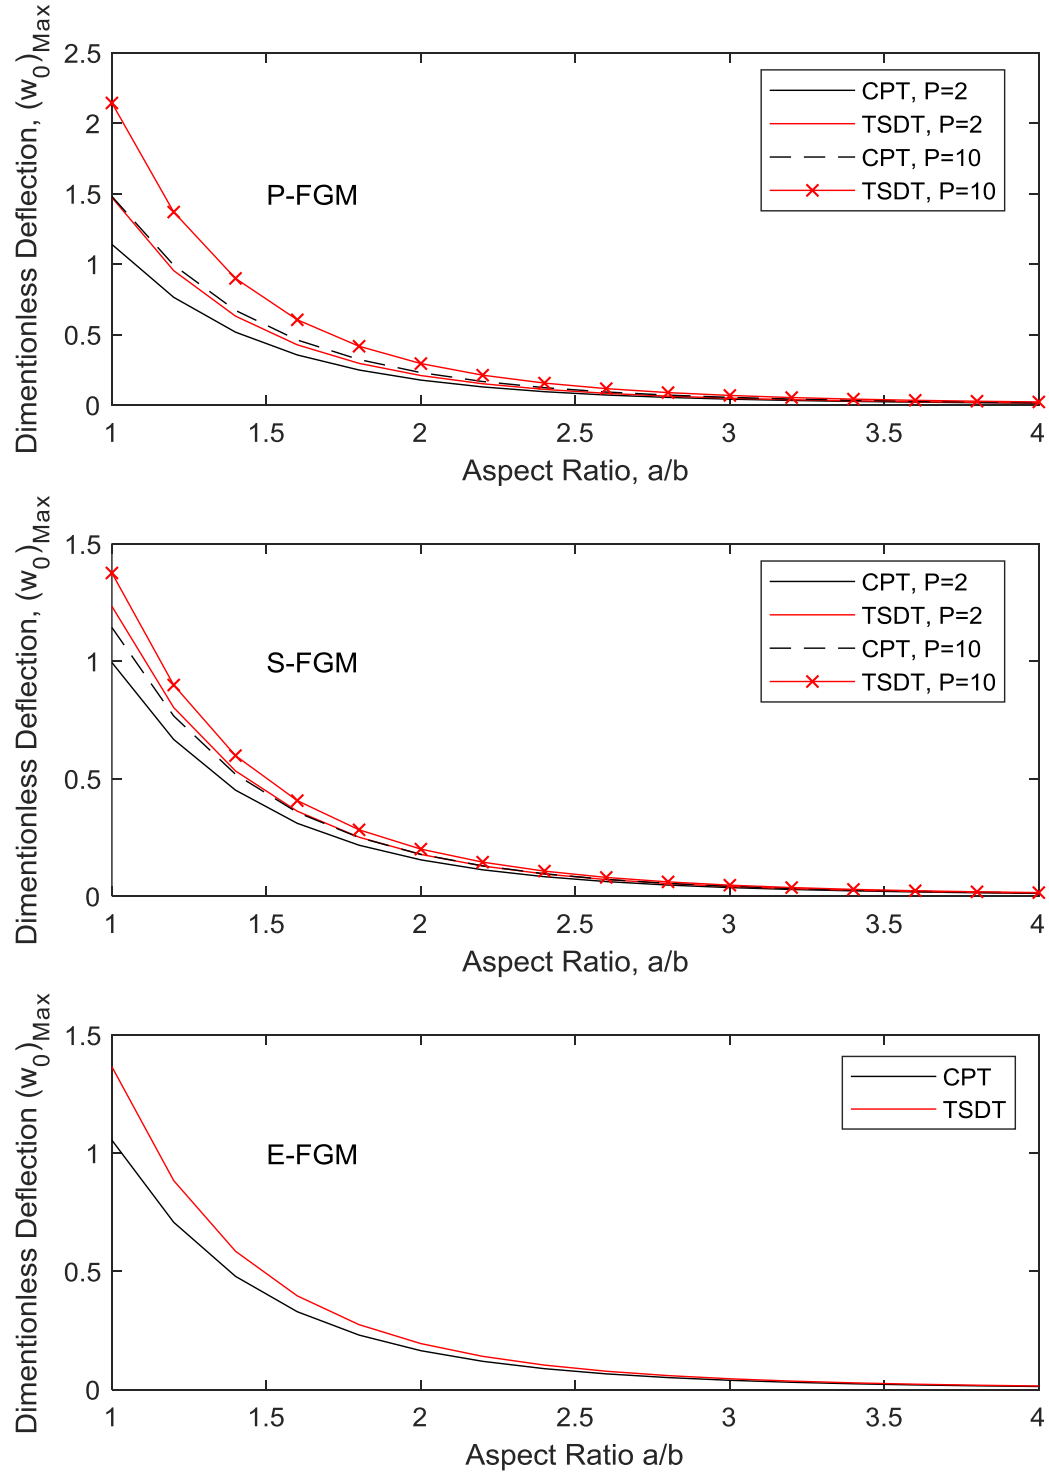 Dimentionless Deflection, (w0)Max
2.5
2
1.5
1
0.5
0
P-FGM
CPT, P=2
TSDT, P=2
CPT, P=10
TSDT, P=10
1 1.5 2 2.5 3 3.5 4
Aspect Ratio, a/b
Dimentionless Deflection, (w0)Max
1.5
1
0.5
0
S-FGM
CPT, P=2
TSDT, P=2
CPT, P=10
TSDT, P=10
1 1.5 2 2.5 3 3.5 4
Aspect Ratio, a/b
Dimentionless Deflection (w0)Max
1.5
1
0.5
0
E-FGM
CPT
TSDT
1 1.5 2 2.5 3 3.5 4
Aspect Ratio a/b